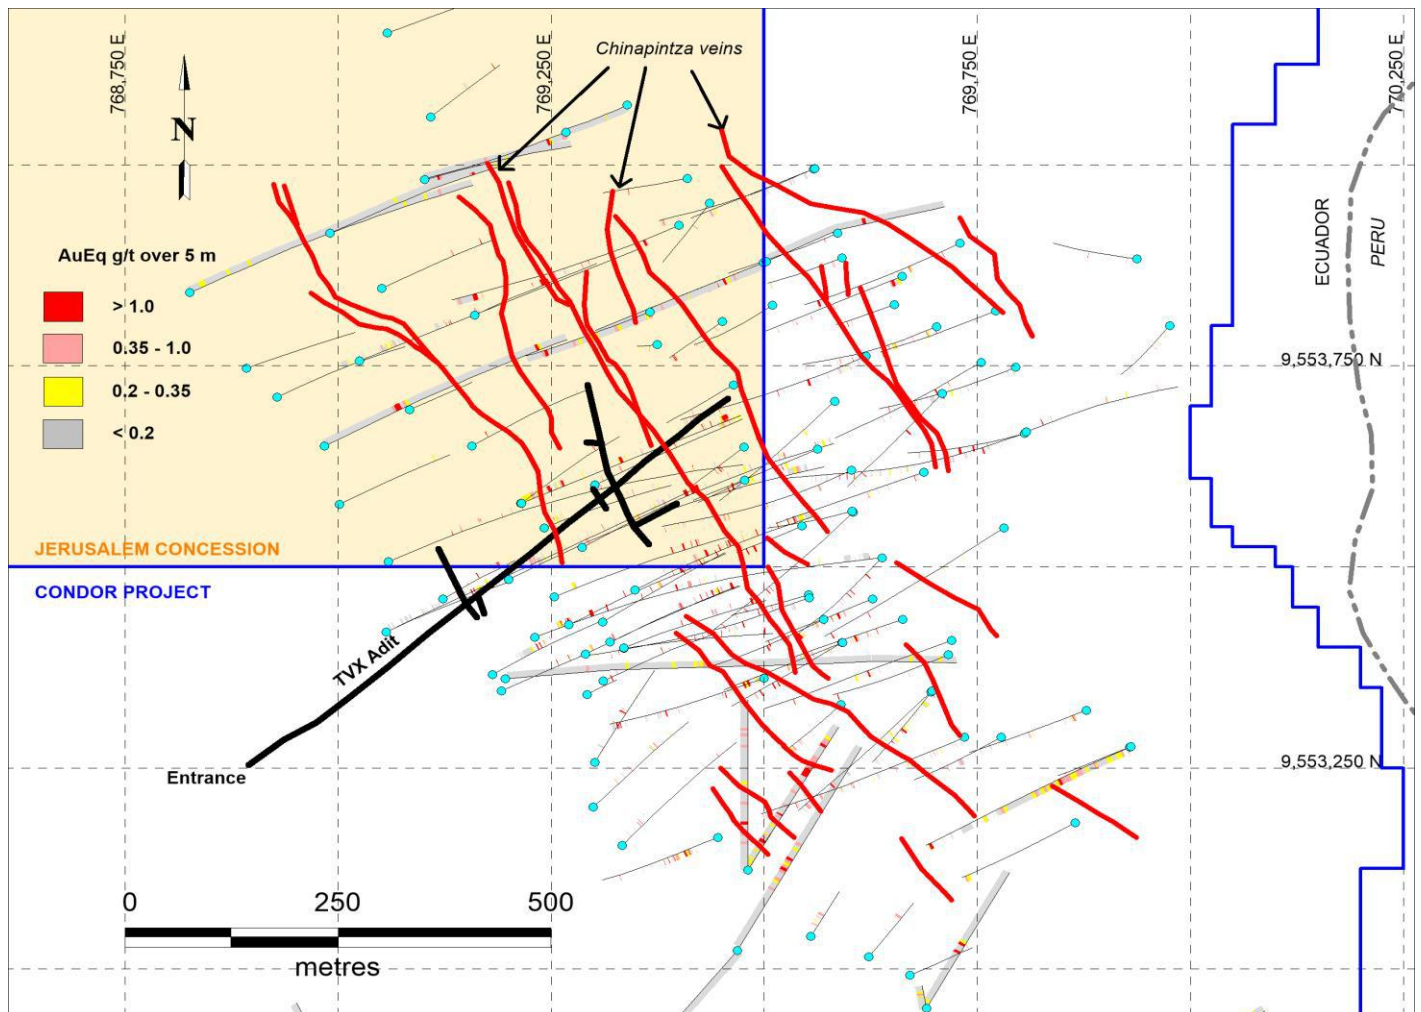 768,750 E
769,250 E
769,750 E
770,250 E
Chinapintza veins
N
ECUADOR
PERU
AuEq g/t over 5 m
> 1.0
0.35 - 1.0
0.2 - 0.35
< 0.2
9,553,750 N
JERUSALEM CONCESSION
CONDOR PROJECT
TVX Adit
Entrance
9,553,250 N
0 250 500
metres